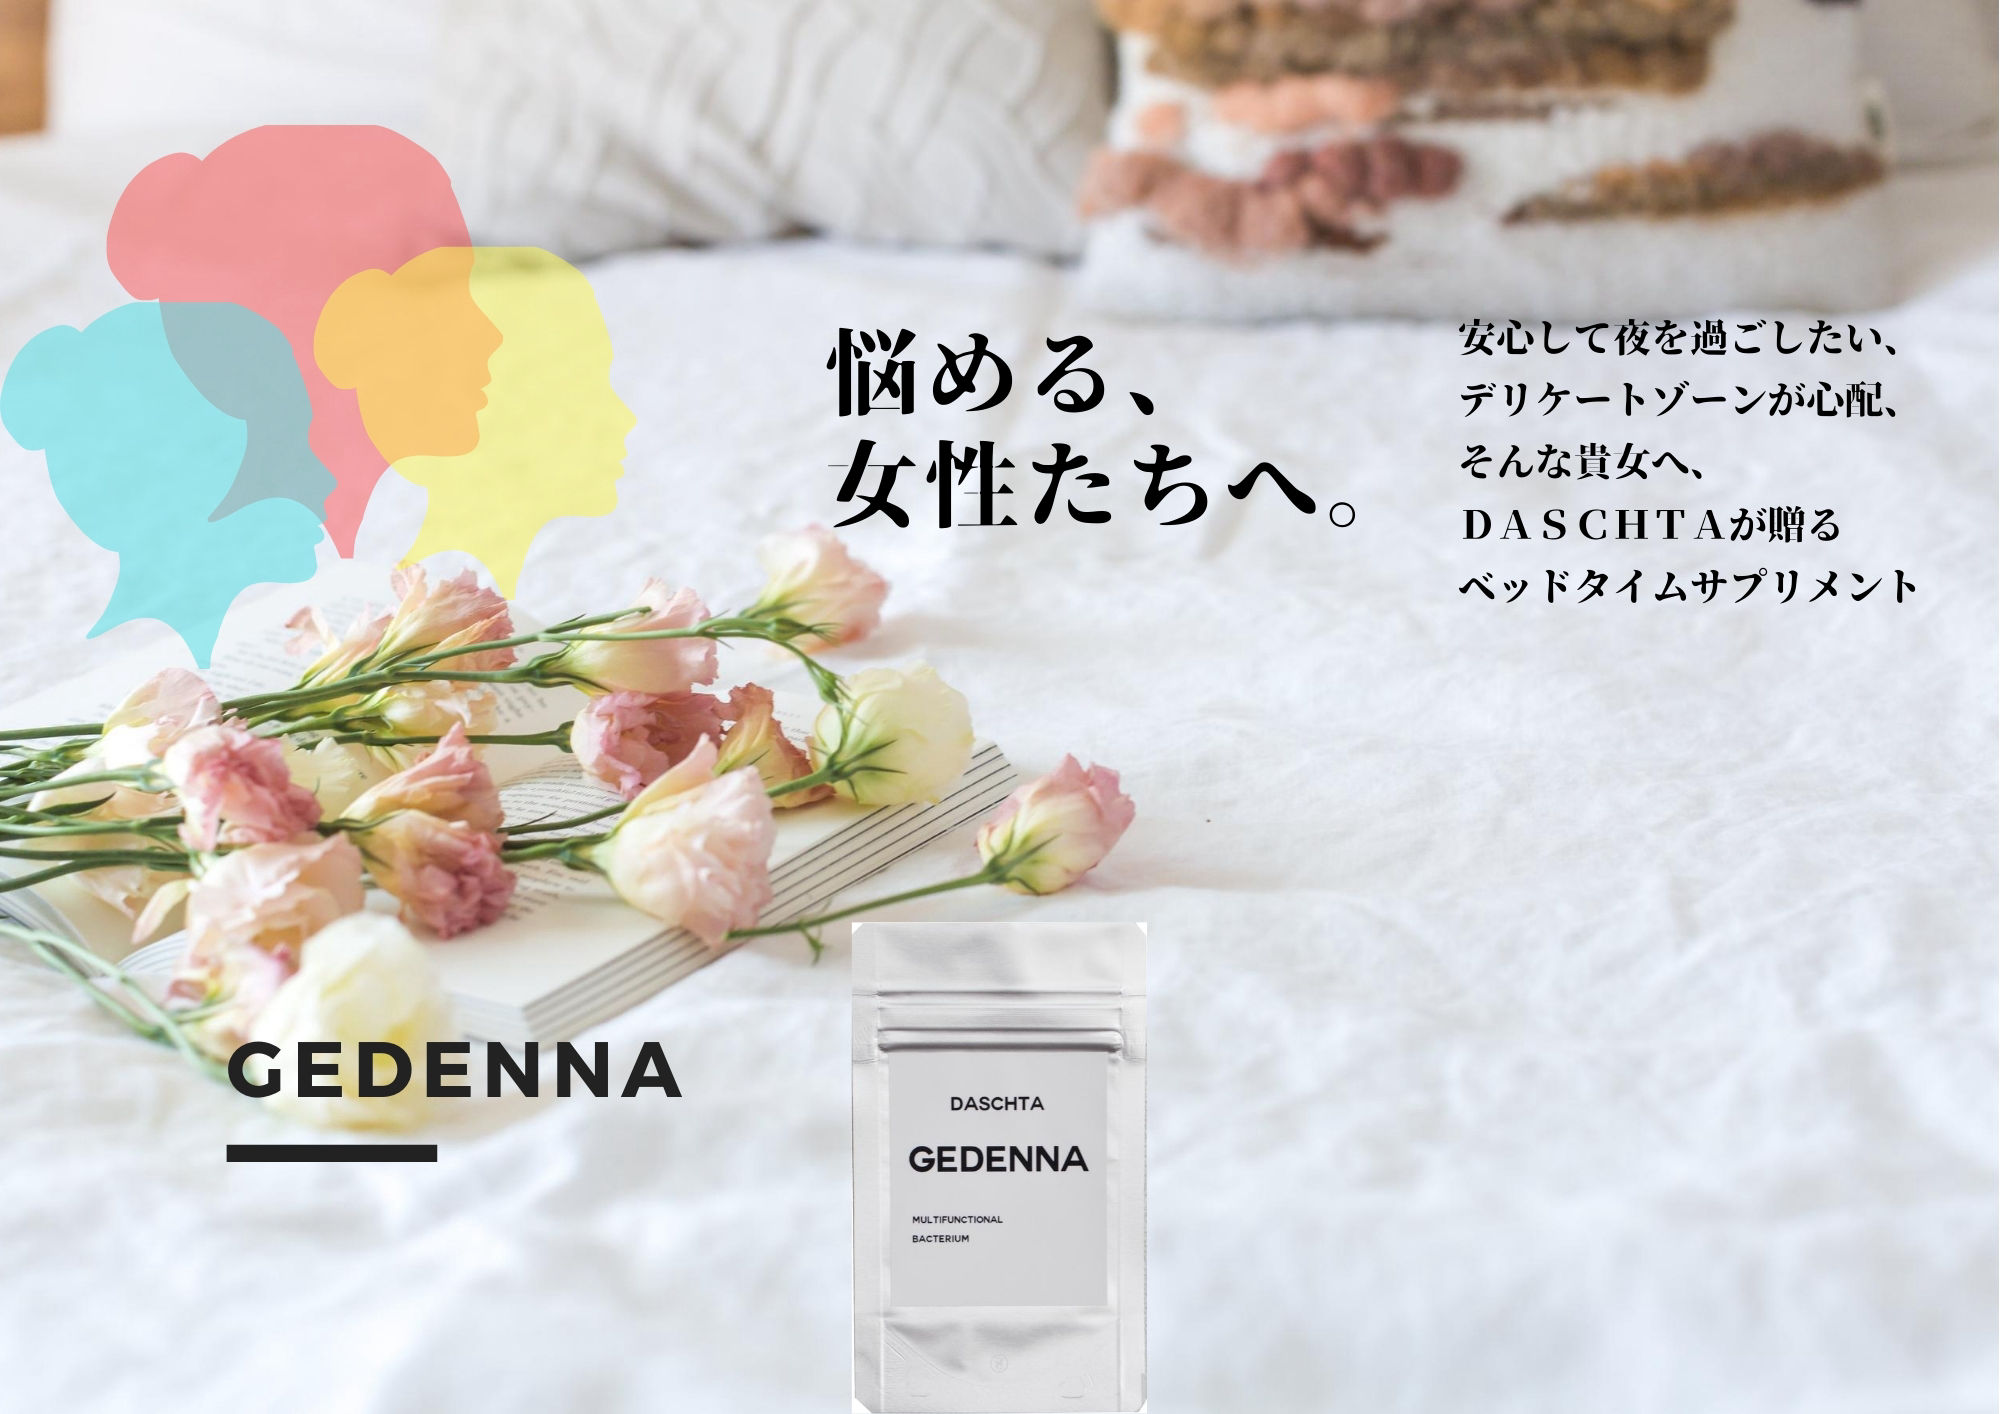 悩める、
女性たちへ。
安心して夜を過ごしたい、
デリケートゾーンが心配、
そんな貴女へ、
ＤＡＳＣＨＴＡが贈る
ベッドタイムサプリメント
GEDENNA
DASCHTA
GEDENNA
MULTIFUNCTIONAL
BACTERIUM